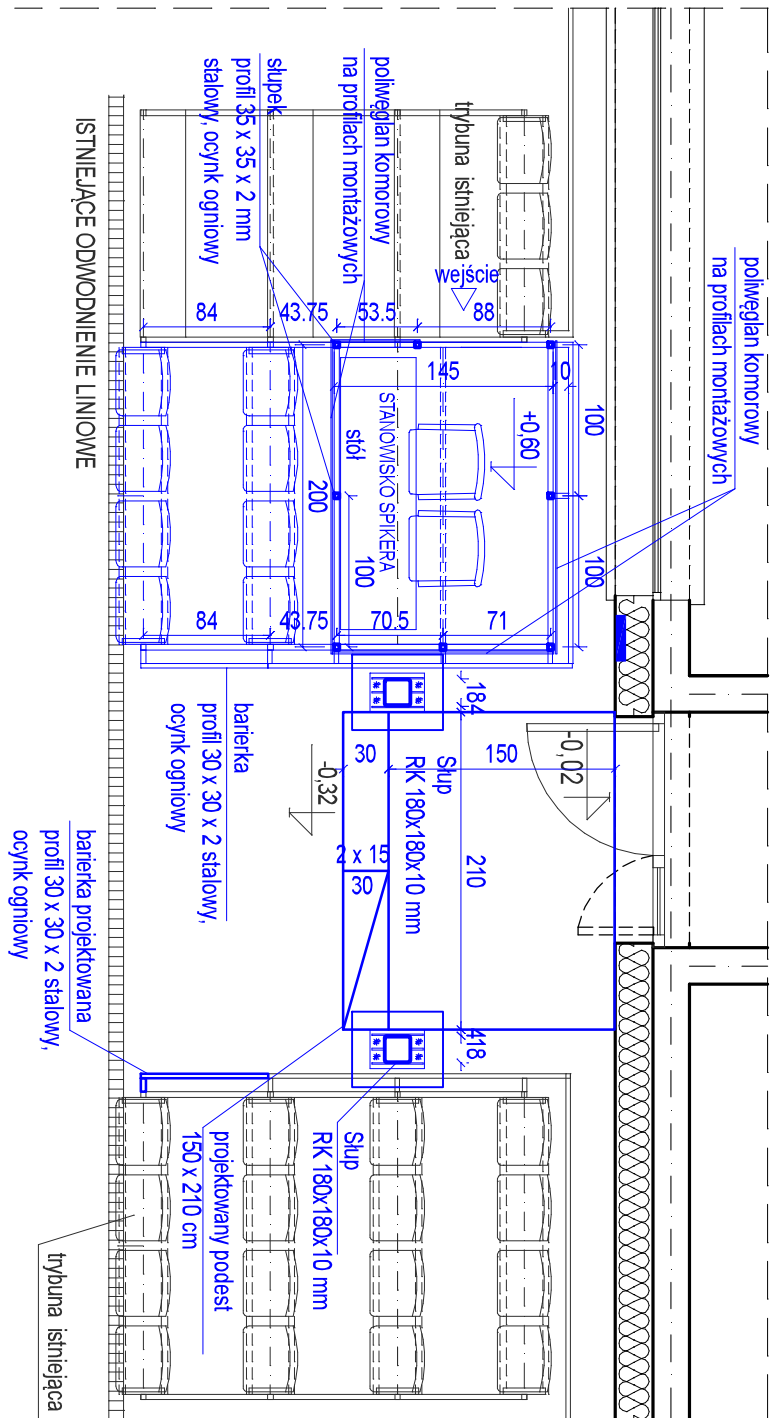 poliwęglan komorowy
na profilach montażowych
poliwęglan komorowy
na profilach montażowych
słupek
profil 35 x 35 x 2 mm
stalowy, ocynk ogniowy
trybuna istniejąca
wejście
ISTNIEJĄCE ODWODNIENIE LINIOWE
84
43.75
53.5
88
145
10
100
100
+0,60
STANOWISKO SPIKERA
stół
200
100
84
43.75
70.5
71
184
barierka
profil 30 x 30 x 2 stalowy,
ocynk ogniowy
-0,32
30
150
-0,02
Słup
RK 180x180x10 mm
210
2 x 15
30
418
barierka projektowana
profil 30 x 30 x 2 stalowy,
ocynk ogniowy
Słup
RK 180x180x10 mm
projektowany podest
150 x 210 cm
trybuna istniejąca